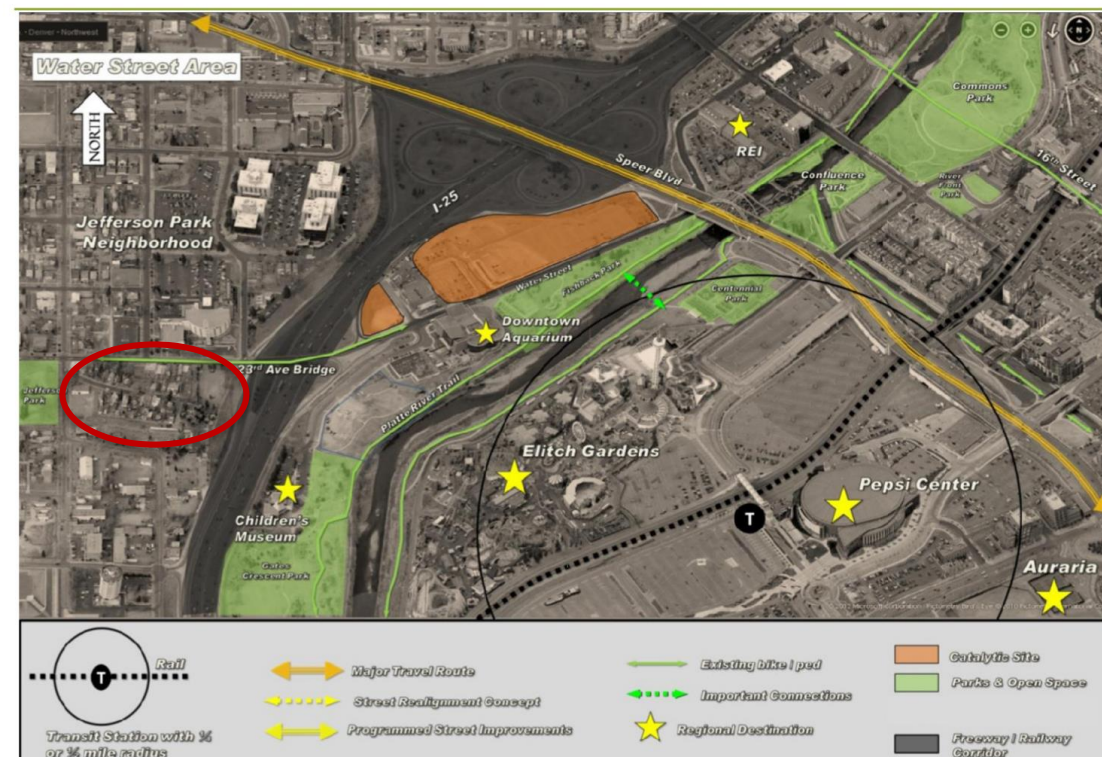 • Denver • Northwest
Water Street Area
NORTH
N
Commons
Park
REI
16th Street
Speer Blvd
Confluence
Park
River
Front
Park
I-25
Jefferson Park
Neighborhood
Water Street
Fishback Park
Centennial
Park
Downtown
Aquarium
23rd Ave Bridge
Jefferson
Park
Platte River Trail
Elitch Gardens
Pepsi Center
T
Children's
Museum
Gates
Crescent Park
Auraria
Rail
T
Transit Station with ¼
or ½ mile radius
Major Travel Route
Street Realignment Concept
Programmed Street Improvements
Existing bike / ped
Important Connections
Regional Destination
Catalytic Site
Parks & Open Space
Freeway / Railway
Corridor